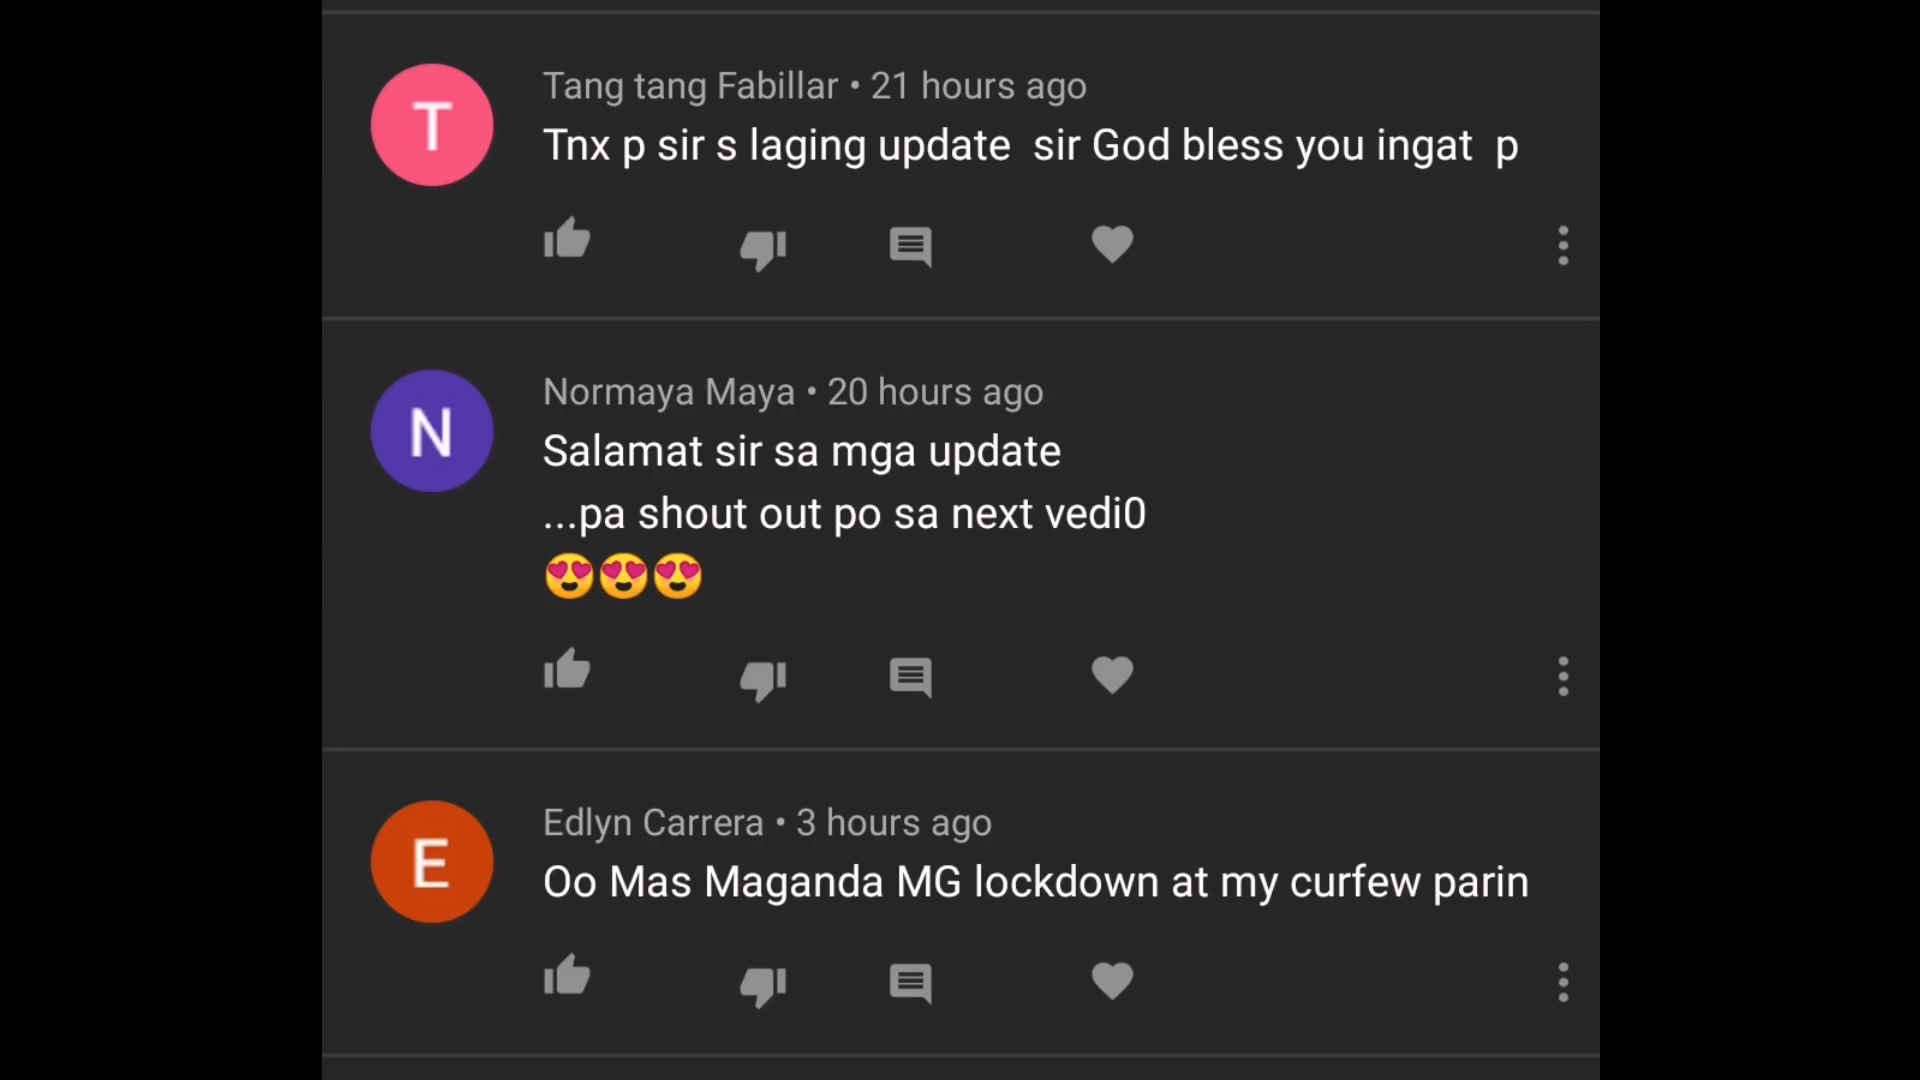 T
Tang tang Fabillar • 21 hours ago
Tnx p sir s laging update  sir God bless you ingat  p
N
Normaya Maya • 20 hours ago
Salamat sir sa mga update
...pa shout out po sa next vedi0
😍😍😍
E
Edlyn Carrera • 3 hours ago
Oo Mas Maganda MG lockdown at my curfew parin